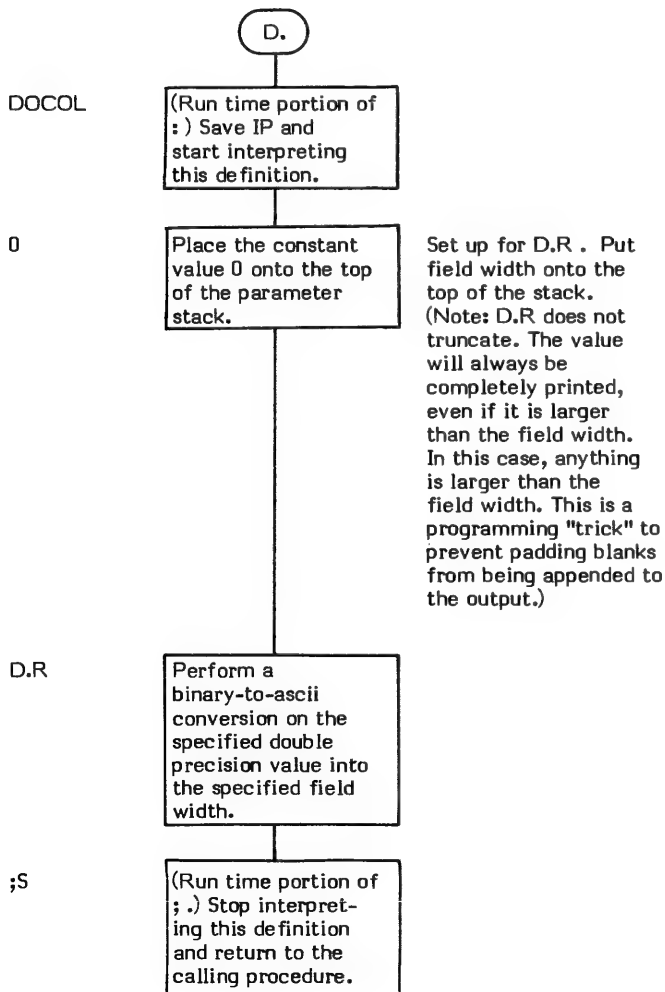 D.
DOCOL
(Run time portion of
: ) Save IP and
start interpreting
this definition.
0
Place the constant
value 0 onto the top
of the parameter
stack.
Set up for D.R . Put
field width onto the
top of the stack.
(Note: D.R does not
truncate. The value
will always be
completely printed,
even if it is larger
than the field width.
In this case, anything
is larger than the
field width. This is a
programming "trick" to
prevent padding blanks
from being appended to
the output.)
D.R
Perform a
binary-to-ascii
conversion on the
specified double
precision value into
the specified field
width.
;S
(Run time portion of
; .) Stop interpret-
ing this definition
and return to the
calling procedure.